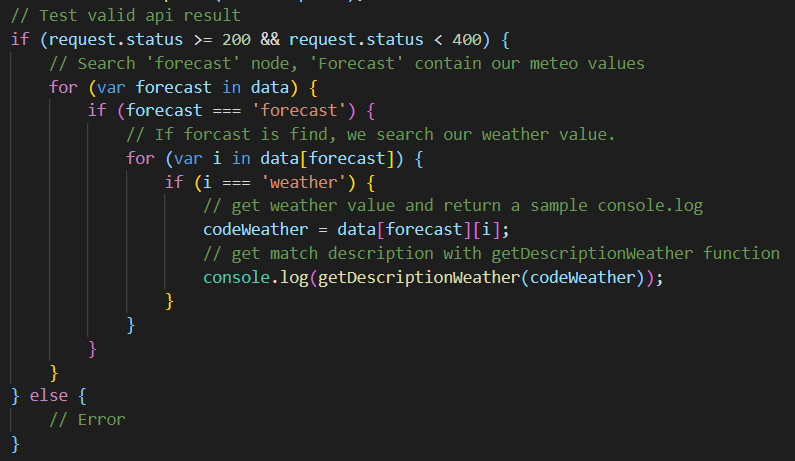 // Test valid api result
if (request.status >= 200 && request.status < 400) {
// Search 'forecast' node, 'Forecast' contain our meteo values
for (var forecast in data) {
if (forecast === 'forecast') {
// If forcast is find, we search our weather value.
for (var i in data[forecast]) {
if (i === 'weather') {
// get weather value and return a sample console.log
codeWeather = data[forecast][i];
// get match description with getDescriptionWeather function
console.log(getDescriptionWeather(codeWeather));
}
}
}
}
} else {
// Error
}